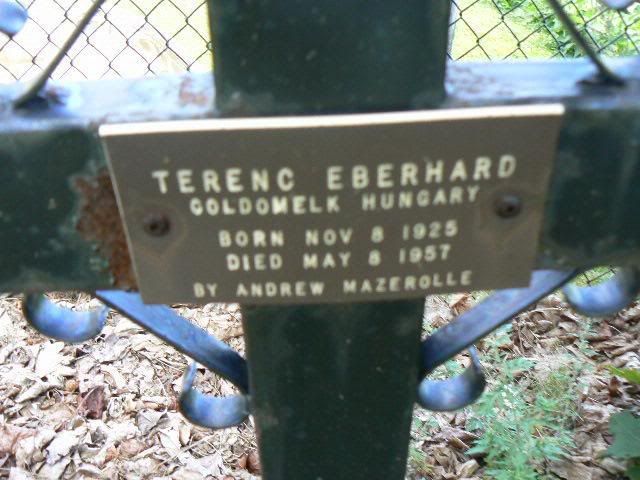 TERENC EBERHARD
COLDOMELK HUNGARY
BORN NOV 8 1925
DIED MAY 8 1957
BY ANDREW MAZEROLLE